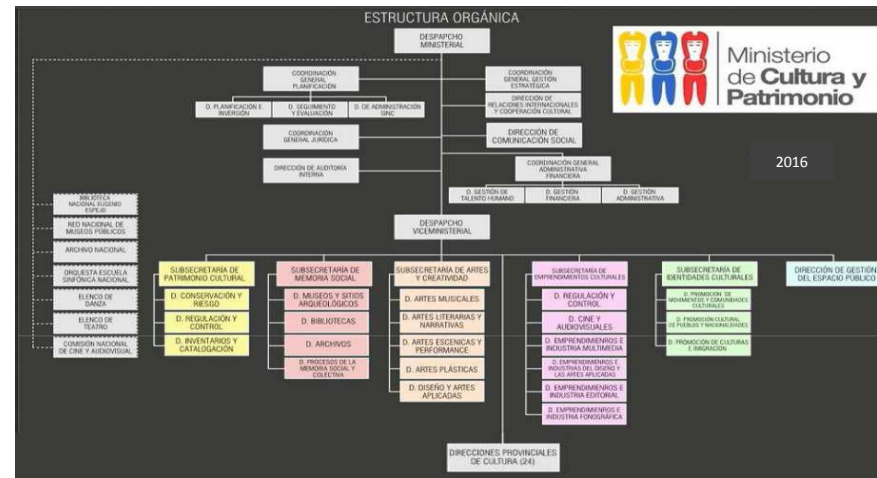 ESTRUCTURA ORGÁNICA
DESPAPCHO
MINISTERIAL
Ministerio
de Cultura y
Patrimonio
2016
COORDINACIÓN
GENERAL
PLANIFICACIÓN
D. PLANIFICACIÓN E
INVERSIÓN
D. SEGUIMIENTO
Y EVALUACIÓN
D. DE ADMINISTRACIÓN
SINC
COORDINACIÓN
GENERAL GESTIÓN
ESTRATÉGICA
DIRECCIÓN DE
RELACIONES INTERNACIONALES
Y COOPERACIÓN CULTURAL
COORDINACIÓN
GENERAL JURÍDICA
DIRECCIÓN DE
COMUNICACIÓN SOCIAL
DIRECCIÓN DE AUDITORÍA
INTERNA
COORDINACIÓN GENERAL
ADMINISTRATIVA
FINANCIERA
D. GESTIÓN DE
TALENTO HUMANO
D. GESTIÓN
FINANCIERA
D. GESTIÓN
ADMINISTRATIVA
DESPAPCHO
VICEMINISTERIAL
BIBLIOTECA
NACIONAL EUGENIO
ESPEJO
RED NACIONAL DE
MUSEOS PÚBLICOS
ARCHIVO NACIONAL
ORQUESTA ESCUELA
SINFÓNICA NACIONAL
ELENCO DE
DANZA
ELENCO DE
TEATRO
COMISIÓN NACIONAL
DE CINE Y AUDIOVISUAL
SUBSECRETARÍA DE
PATRIMONIO CULTURAL
D. CONSERVACIÓN Y
RIESGO
D. REGULACIÓN Y
CONTROL
D. INVENTARIOS Y
CATALOGACIÓN
SUBSECRETARÍA DE
MEMORIA SOCIAL
D. MUSEOS Y SITIOS
ARQUEOLÓGICOS
D. BIBLIOTECAS
D. ARCHIVOS
D. PROCESOS DE LA
MEMORIA SOCIAL Y
COLECTIVA
SUBSECRETARÍA DE ARTES
Y CREATIVIDAD
D. ARTES MUSICALES
D. ARTES LITERARIAS Y
NARRATIVAS
D. ARTES ESCENICAS Y
PERFORMANCE
D. ARTES PLÁSTICAS
D. DISEÑO Y ARTES
APLICADAS
SUBSECRETARÍA DE
EMPRENDIMIENTOS CULTURALES
D. REGULACIÓN Y
CONTROL
D. CINE Y
AUDIOVISUALES
D. EMPRENDIMIENROS E
INDUSTRIA MULTIMEDIA
D. EMPRENDIMIENROS E
INDUSTRIAS DEL DISEÑO Y
LAS ARTES APLICADAS
D. EMPRENDIMIENROS E
INDUSTRIA EDITORIAL
D. EMPRENDIMIENROS E
INDUSTRIA FONOGRÁFICA
SUBSECRETARÍA DE
IDENTIDADES CULTURALES
D. PROMOCIÓN DE
MOVIMIENTOS Y COMUNIDADES
CULTURALES
D. PROMOCIÓN CULTURAL
DE PUEBLOS Y NACIONALIDADES
D. PROMOCIÓN DE CULTURAS
E IMIGRACION
DIRECCIÓN DE GESTIÓN
DEL ESPACIO PÚBLICO
DIRECCIONES PROVINCIALES
DE CULTURA (24)